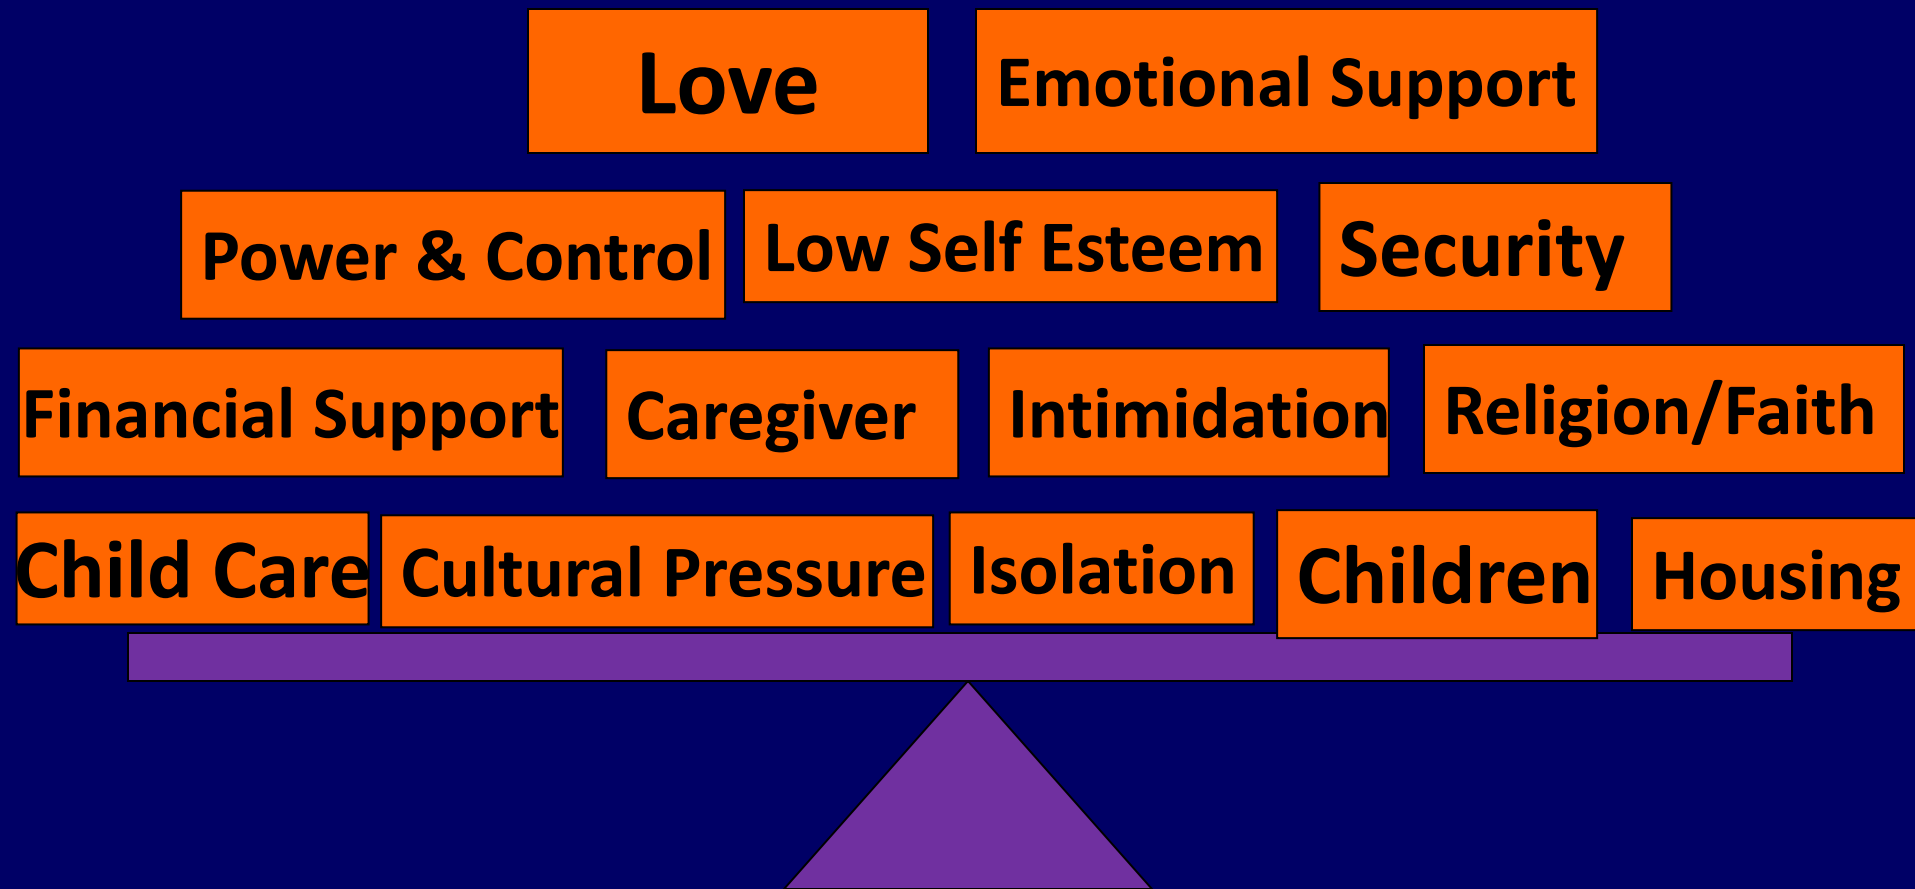 Love
Emotional Support
Power & Control
Low Self Esteem
Security
Financial Support
Caregiver
Intimidation
Religion/Faith
Child Care
Cultural Pressure
Isolation
Children
Housing